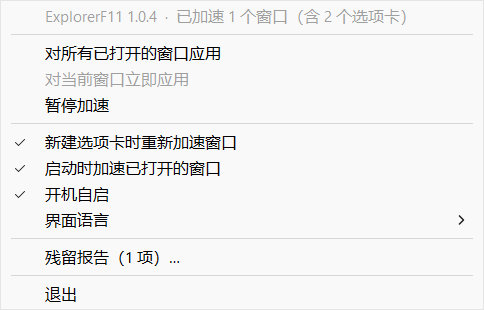 ExplorerF11 1.0.4 · 已加速 1 个窗口（含 2 个选项卡）
对所有已打开的窗口应用
对当前窗口立即应用
暂停加速
新建选项卡时重新加速窗口
启动时加速已打开的窗口
开机自启
界面语言
残留报告（1 项）...
退出